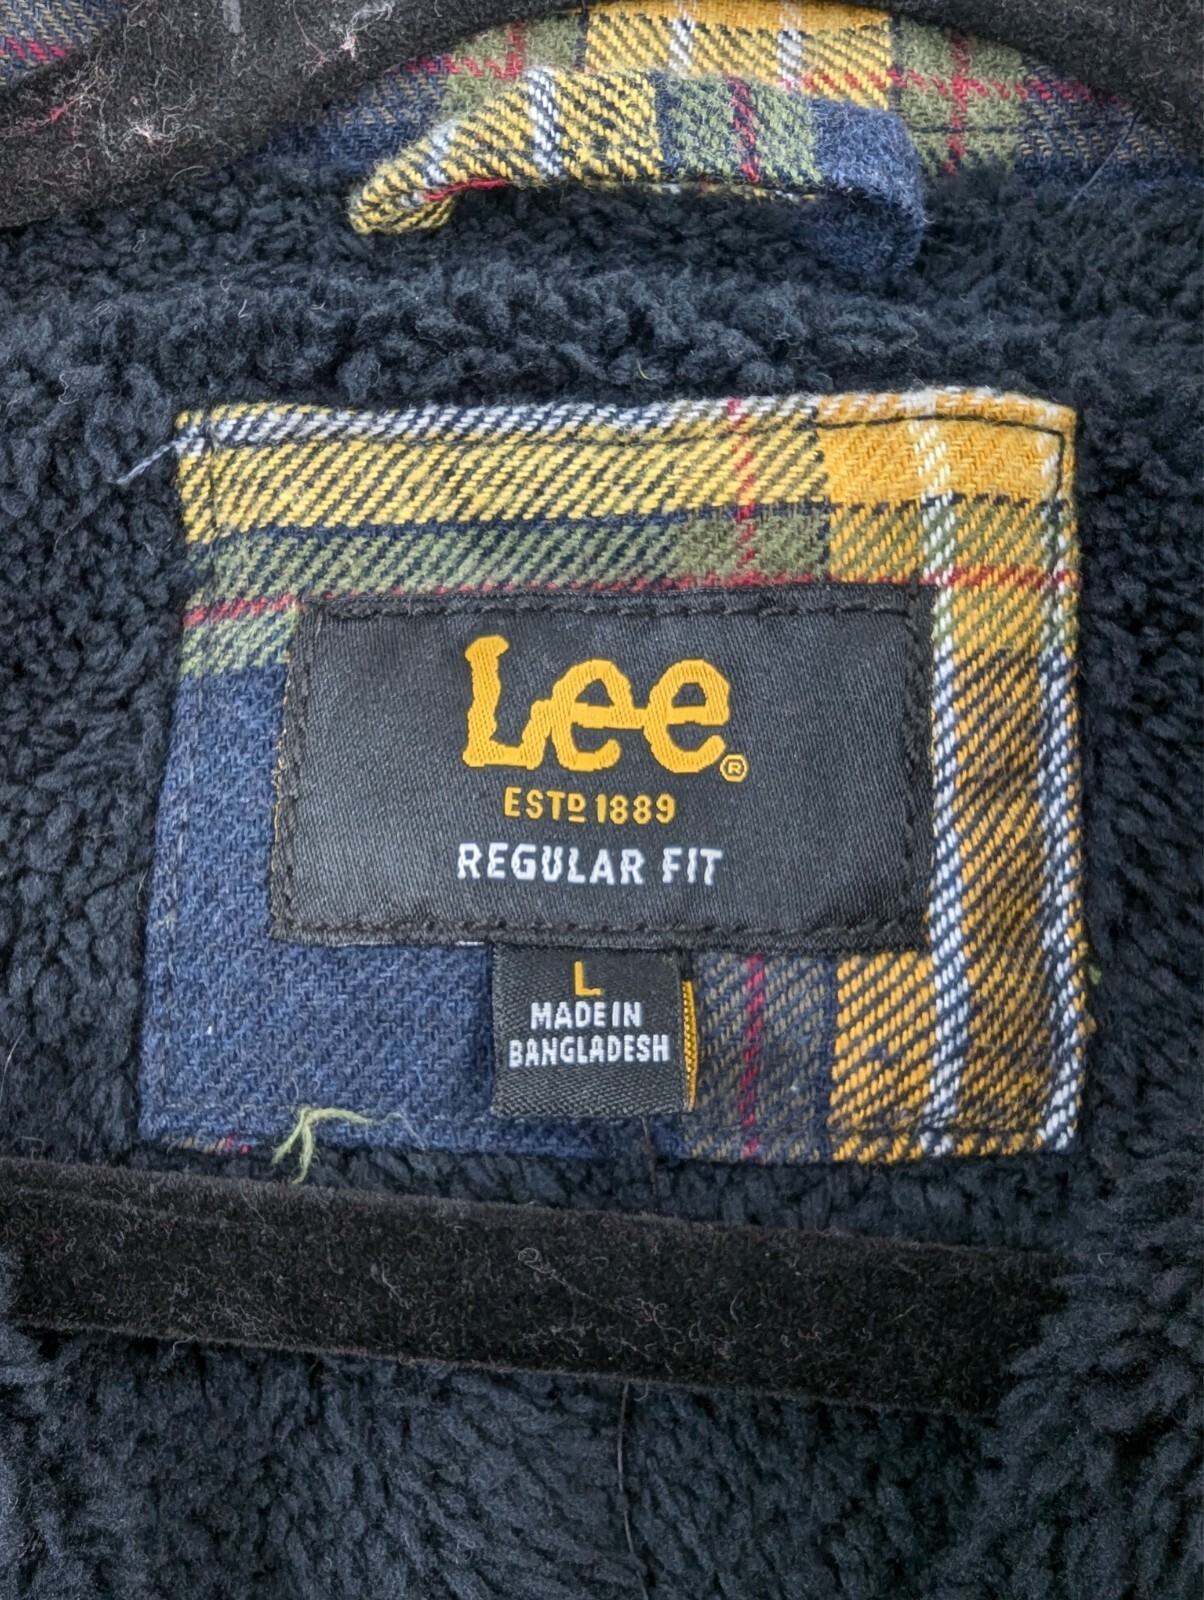 Lee®
ESTD 1889
REGULAR FIT
L
MADE IN
BANGLADESH